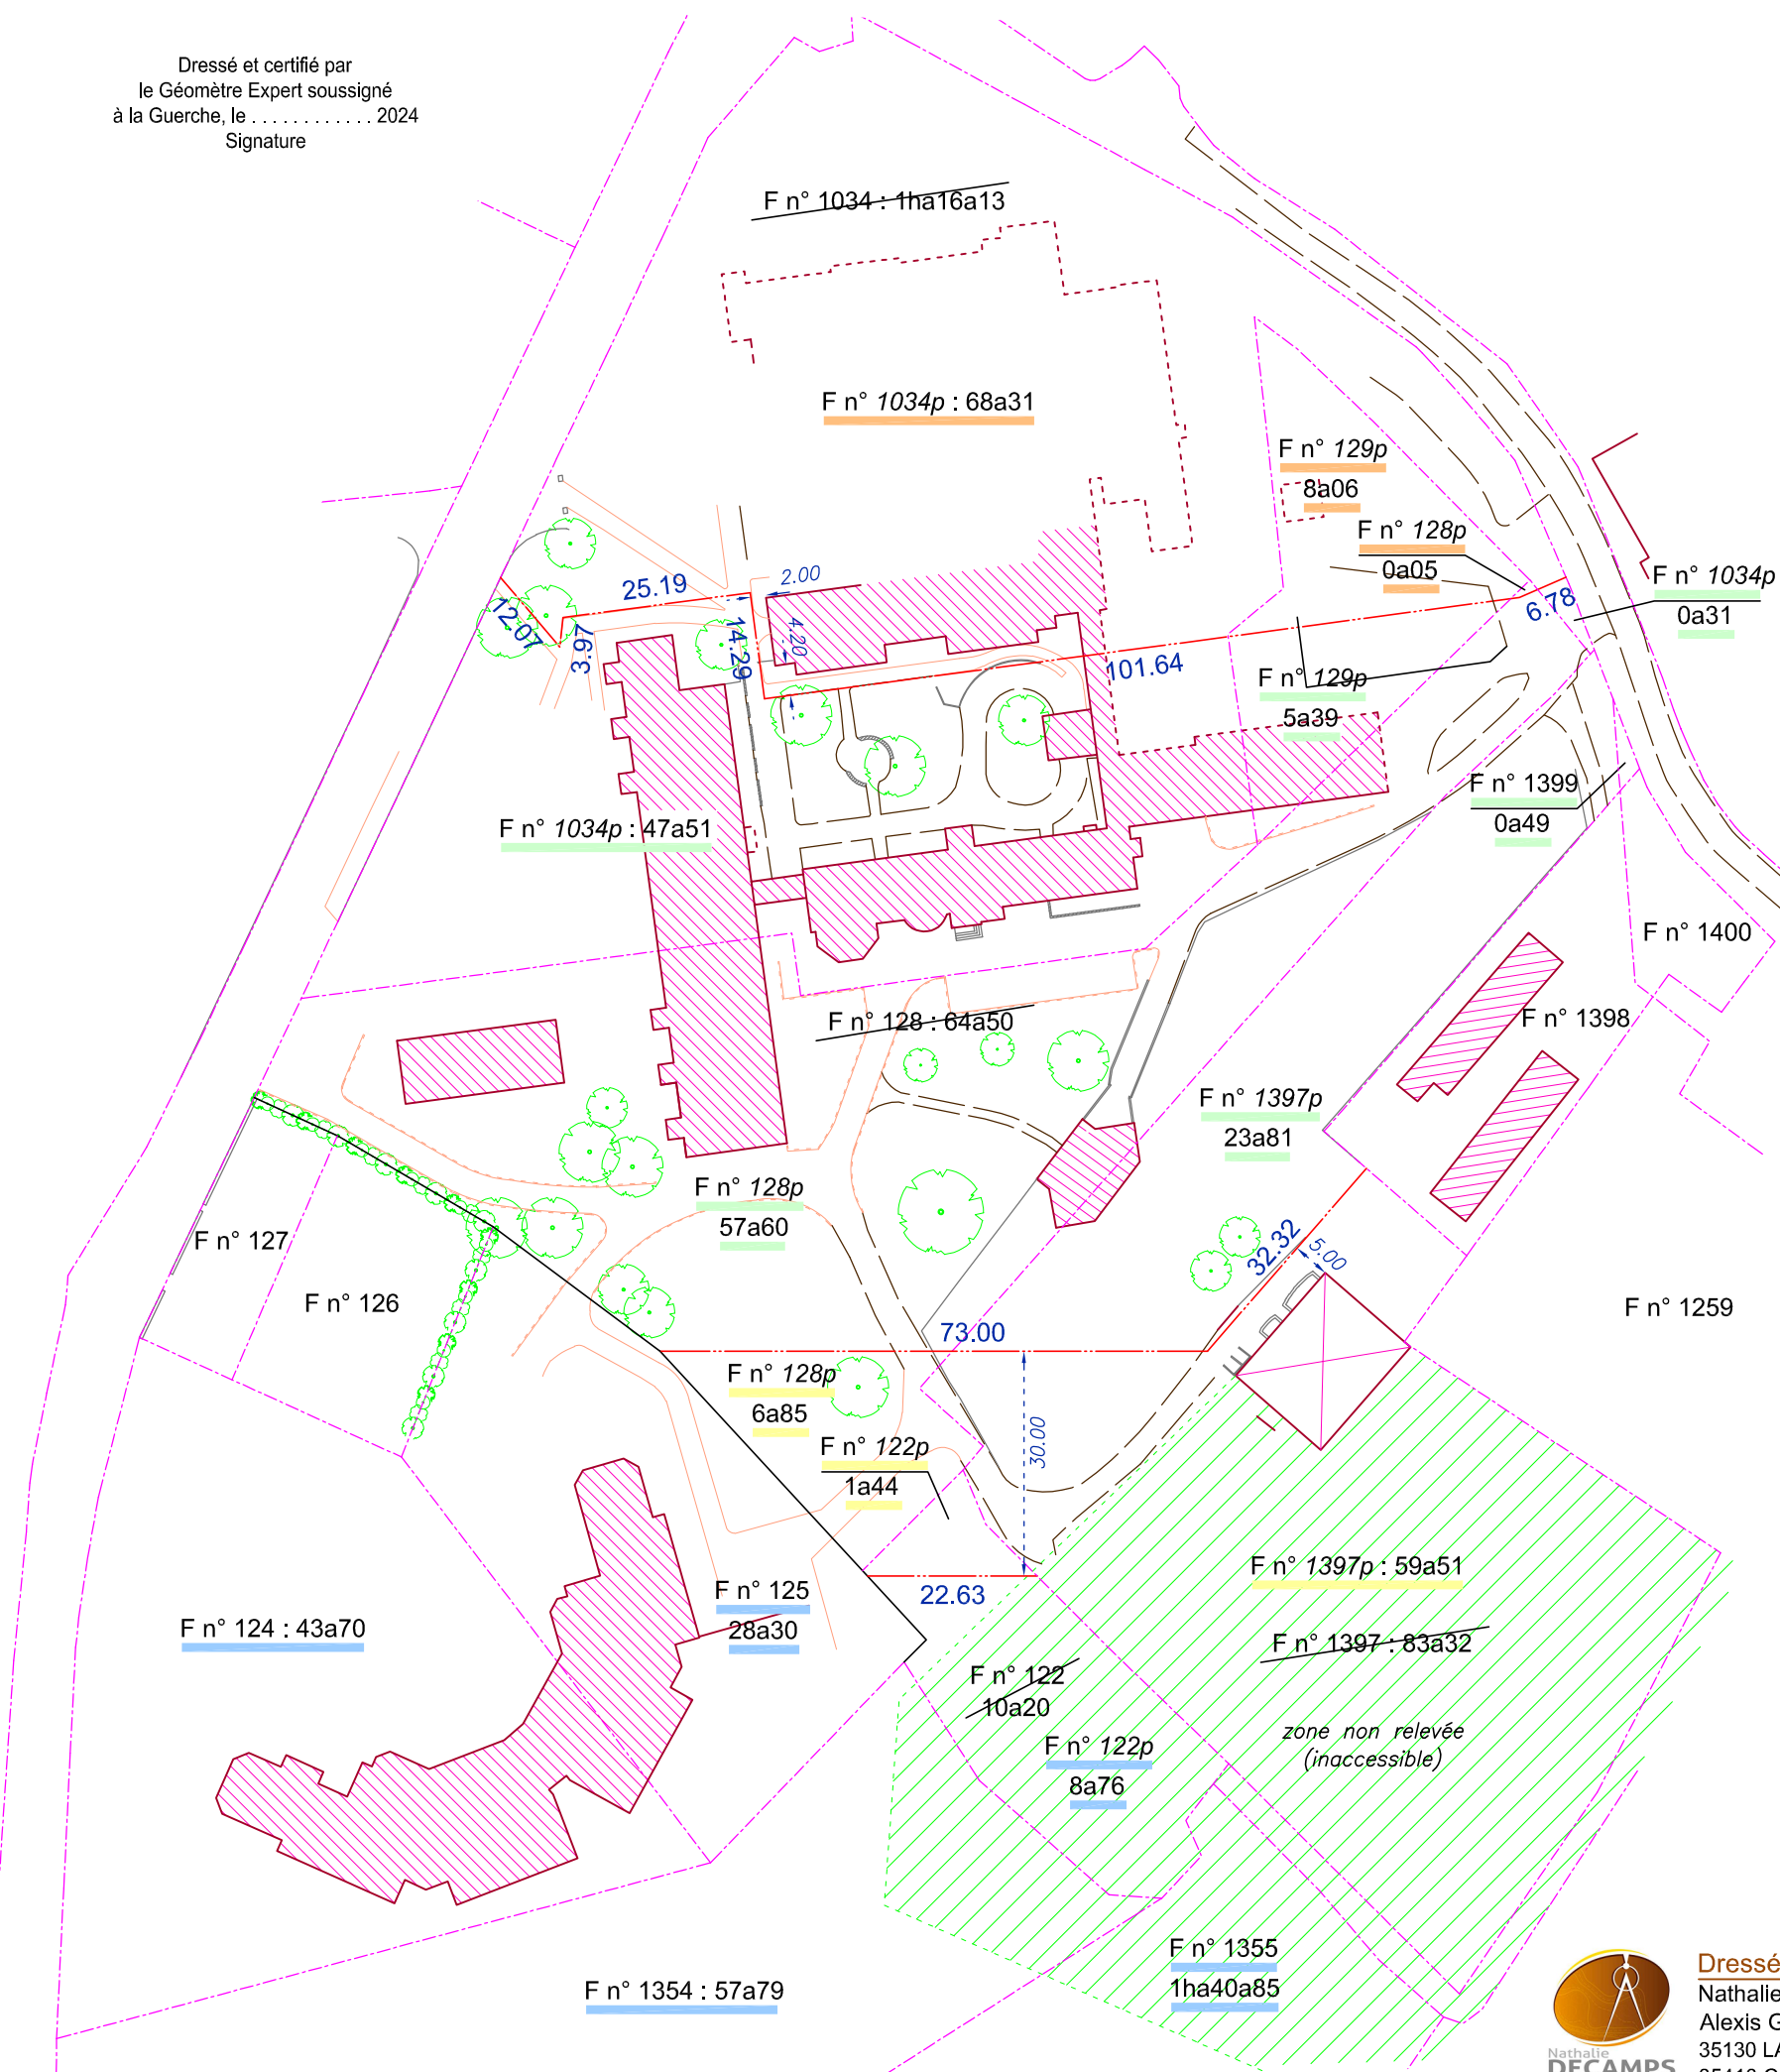 Dressé et certifié par
le Géomètre Expert soussigné
à la Guerche, le . . . . . . . . . . . . 2024
Signature
F n° 1034 : 1ha16a13
F n° 1034p : 68a31
F n° 129p
8a06
F n° 128p
0a05
F n° 1034p
0a31
25.19
2.00
12.07
3.97
14.29
4.20
6.78
101.64
F n° 129p
5a39
F n° 1399
0a49
F n° 1034p : 47a51
F n° 1400
F n° 128 : 64a50
F n° 1398
F n° 1397p
23a81
F n° 128p
57a60
F n° 127
F n° 126
32.32
5.00
F n° 1259
73.00
F n° 128p
6a85
30.00
F n° 122p
1a44
F n° 1397p : 59a51
22.63
F n° 125
28a30
F n° 124 : 43a70
F n° 1397 : 83a32
F n° 122
10a20
zone non relevée
(inaccessible)
F n° 122p
8a76
F n° 1355
1ha40a85
F n° 1354 : 57a79
Dressé
Nathalie
Alexis G
35130 LA
Nathalie
DECAMPS